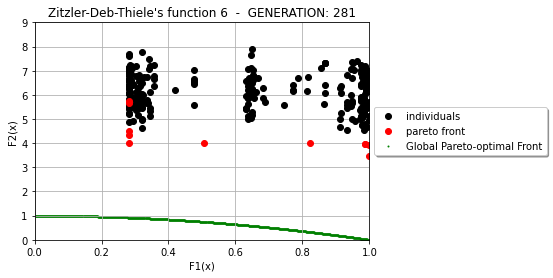 Zitzler-Deb-Thiele's function 6 - GENERATION: 281
9
8
7
6
5
4
3
2
1
0
F2(x)
0.0 0.2 0.4 0.6 0.8 1.0
F1(x)
individuals
pareto front
Global Pareto-optimal Front